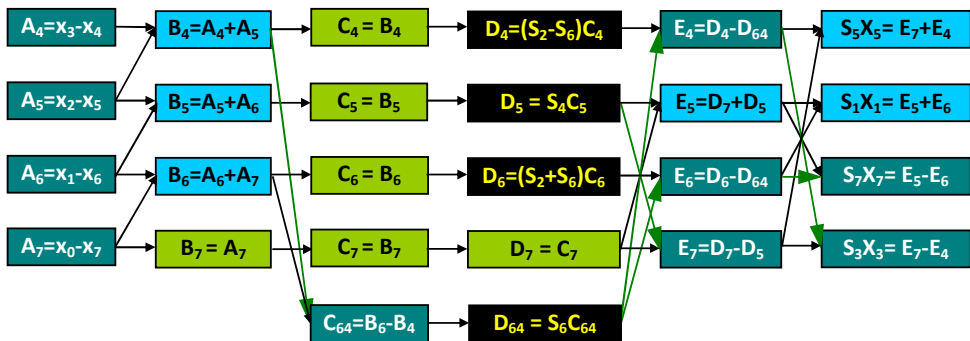 A₄=x₃-x₄ B₄=A₄+A₅ C₄ = B₄ D₄=(S₂-S₆)C₄ E₄=D₄-D₆₄ S₅X₅= E₇+E₄
A₅=x₂-x₅ B₅=A₅+A₆ C₅ = B₅ D₅ = S₄C₅ E₅=D₇+D₅ S₁X₁= E₅+E₆
A₆=x₁-x₆ B₆=A₆+A₇ C₆ = B₆ D₆=(S₂+S₆)C₆ E₆=D₆-D₆₄ S₇X₇= E₅-E₆
A₇=x₀-x₇ B₇ = A₇ C₇ = B₇ D₇ = C₇ E₇=D₇-D₅ S₃X₃= E₇-E₄
C₆₄=B₆-B₄ D₆₄ = S₆C₆₄